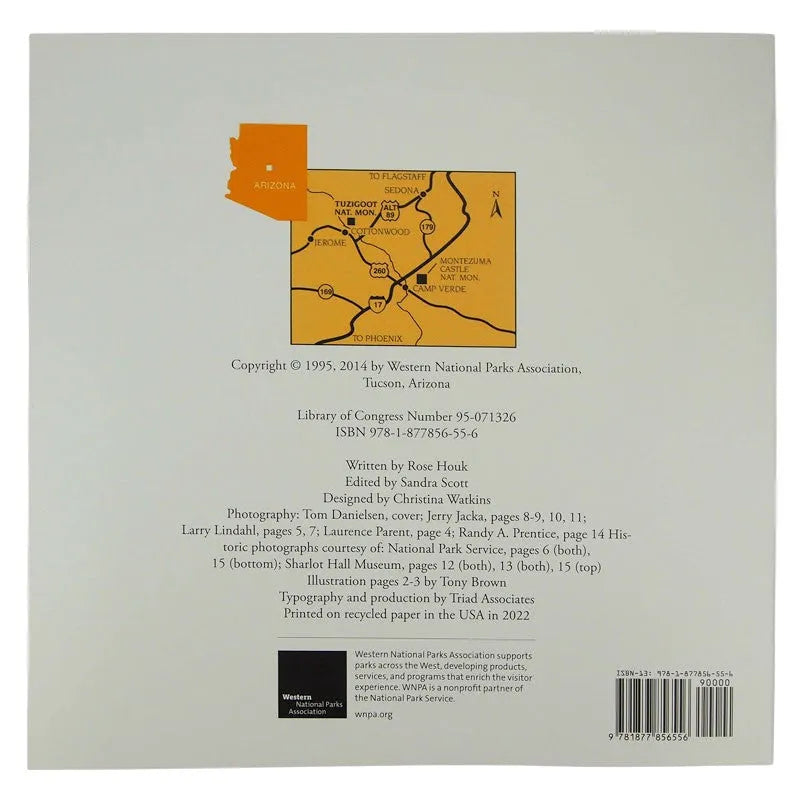 ARIZONA
TO FLAGSTAFF
SEDONA
N
TUZIGOOT
NAT. MON.
ALT
89
COTTONWOOD
179
JEROME
MONTEZUMA
CASTLE
NAT. MON.
260
CAMP VERDE
169
17
TO PHOENIX
Copyright © 1995, 2014 by Western National Parks Association,
Tucson, Arizona
Library of Congress Number 95-071326
ISBN 978-1-877856-55-6
Written by Rose Houk
Edited by Sandra Scott
Designed by Christina Watkins
Photography: Tom Danielsen, cover; Jerry Jacka, pages 8-9, 10, 11;
Larry Lindahl, pages 5, 7; Laurence Parent, page 4; Randy A. Prentice, page 14 His-
toric photographs courtesy of: National Park Service, pages 6 (both),
15 (bottom); Sharlot Hall Museum, pages 12 (both), 13 (both), 15 (top)
Illustration pages 2-3 by Tony Brown
Typography and production by Triad Associates
Printed on recycled paper in the USA in 2022
Western National Parks Association supports
parks across the West, developing products,
services, and programs that enrich the visitor
experience. WNPA is a nonprofit partner of
the National Park Service.
wnpa.org
Western
National Parks
Association
ISBN-13: 978-1-877856-55-6
90000
9 781877 856556